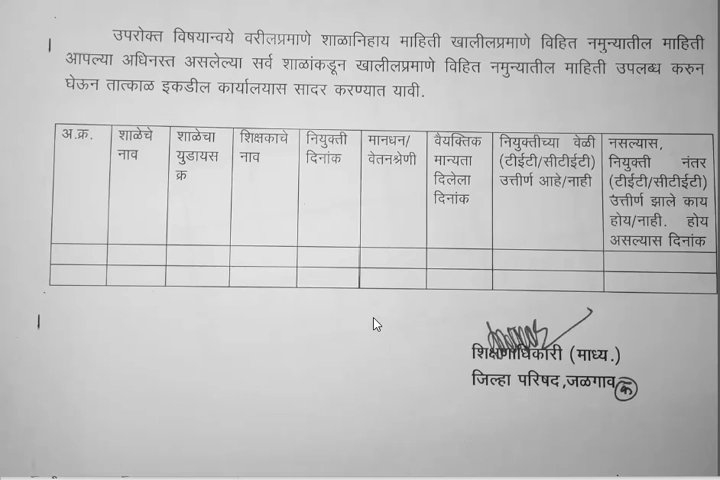 उपरोक्त विषयान्वये वरीलप्रमाणे शाळानिहाय माहिती खालीलप्रमाणे विहित नमुन्यातील माहिती
आपल्या अधिनस्त असलेल्या सर्व शाळांकडून खालीलप्रमाणे विहित नमुन्यातील माहिती उपलब्ध करुन
घेऊन तात्काळ इकडील कार्यालयास सादर करण्यात यावी.
अ.क्र.
शाळेचे
नाव
शाळेचा
युडायस
क्र
शिक्षकाचे
नाव
नियुक्ती
दिनांक
मानधन/
वेतनश्रेणी
वैयक्तिक
मान्यता
दिलेला
दिनांक
नियुक्तीच्या वेळी
(टीईटी/सीटीईटी)
उत्तीर्ण आहे/नाही
नसल्यास,
नियुक्ती नंतर
(टीईटी/सीटीईटी)
उत्तीर्ण झाले काय
होय/नाही. होय
असल्यास दिनांक
शिक्षणाधिकारी (माध्य.)
जिल्हा परिषद,जळगाव